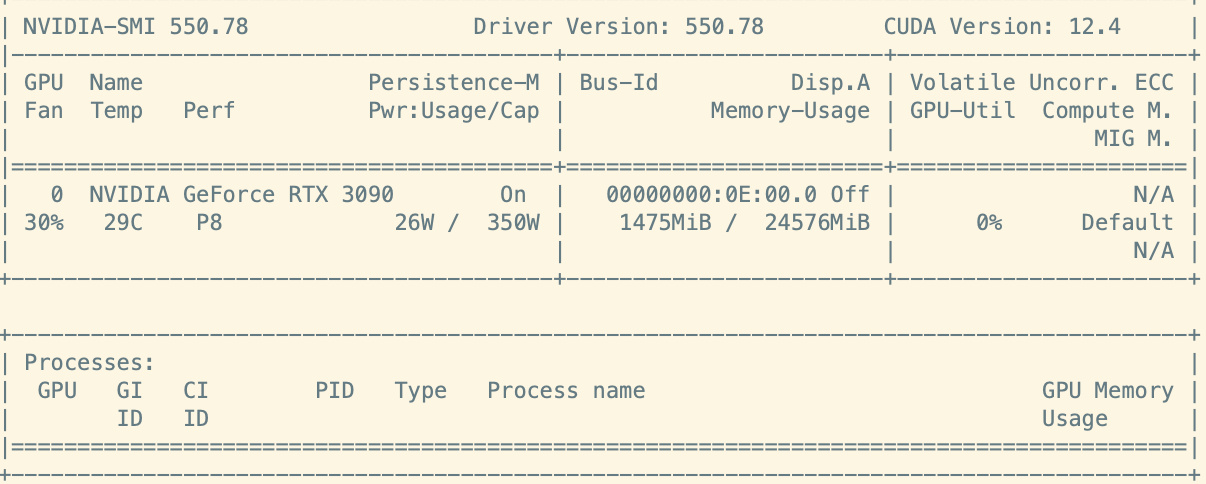 | NVIDIA-SMI 550.78                 Driver Version: 550.78         CUDA Version: 12.4     |
|-----------------------------------------+------------------------+----------------------+
| GPU  Name                 Persistence-M | Bus-Id          Disp.A | Volatile Uncorr. ECC |
| Fan  Temp   Perf          Pwr:Usage/Cap |           Memory-Usage | GPU-Util  Compute M. |
|                                         |                        |               MIG M. |
|=========================================+========================+======================|
|   0  NVIDIA GeForce RTX 3090        On  |   00000000:0E:00.0 Off |                  N/A |
| 30%   29C    P8             26W /  350W |    1475MiB /  24576MiB |      0%      Default |
|                                         |                        |                  N/A |
+-----------------------------------------+------------------------+----------------------+

+-----------------------------------------------------------------------------------------+
| Processes:                                                                              |
|  GPU   GI   CI        PID   Type   Process name                              GPU Memory |
|        ID   ID                                                               Usage      |
|=========================================================================================|
+-----------------------------------------------------------------------------------------+